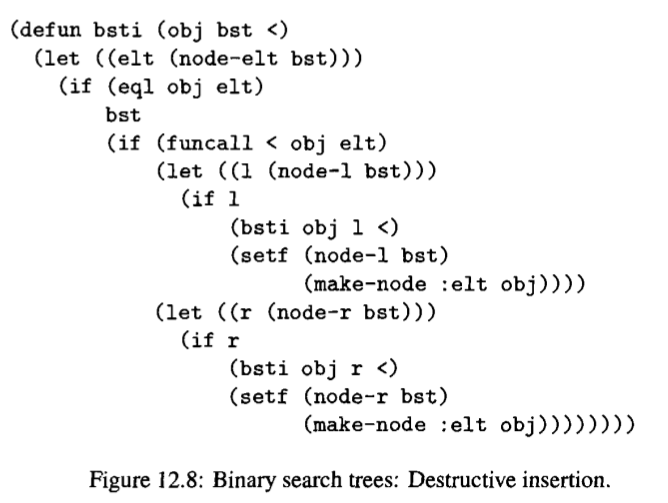 (defun bsti (obj bst <)
  (let ((elt (node-elt bst)))
    (if (eql obj elt)
        bst
        (if (funcall < obj elt)
            (let ((l (node-l bst)))
              (if l
                  (bsti obj l <)
                  (setf (node-l bst)
                        (make-node :elt obj))))
            (let ((r (node-r bst)))
              (if r
                  (bsti obj r <)
                  (setf (node-r bst)
                        (make-node :elt obj))))))))
Figure 12.8: Binary search trees: Destructive insertion.